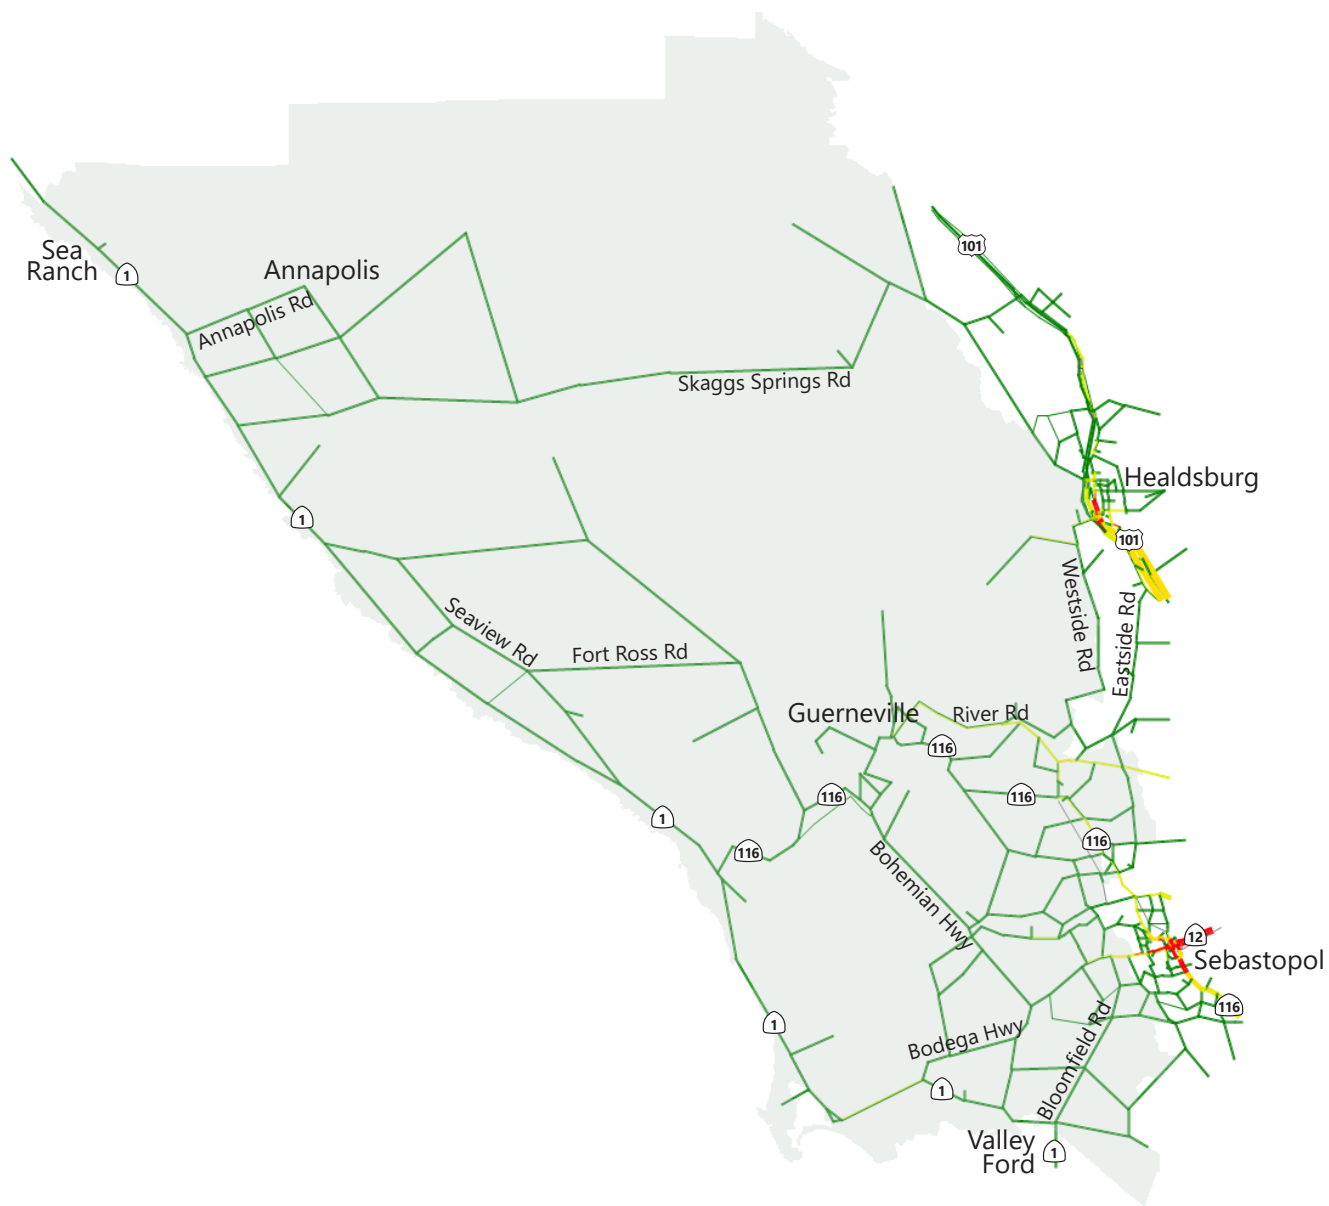 101
Sea
Ranch
1
Annapolis
Annapolis Rd
Skaggs Springs Rd
Healdsburg
1
101
Westside Rd
Eastside Rd
Seaview Rd
Fort Ross Rd
Guerneville
River Rd
116
116
116
1
116
116
Bohemian Hwy
12
Sebastopol
116
1
Bodega Hwy
Bloomfield Rd
1
Valley
Ford
1